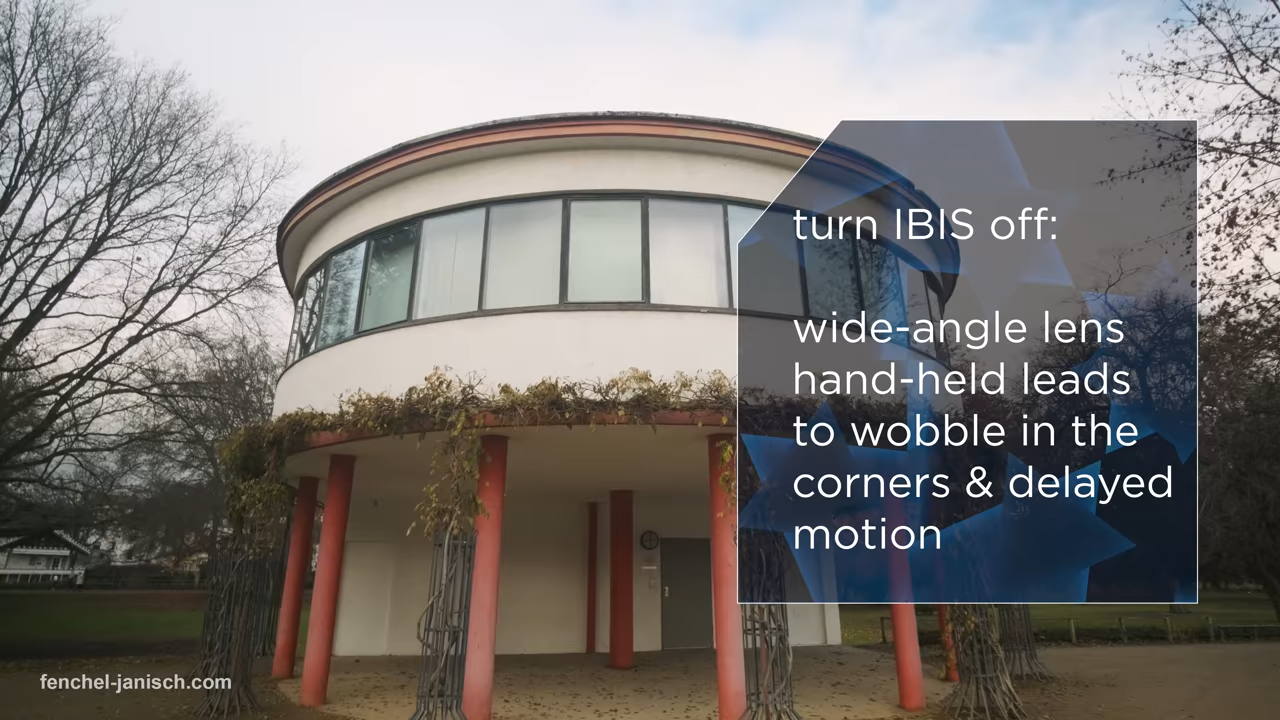 turn IBIS off:
wide-angle lens
hand-held leads
to wobble in the
corners & delayed
motion
fenchel-janisch.com